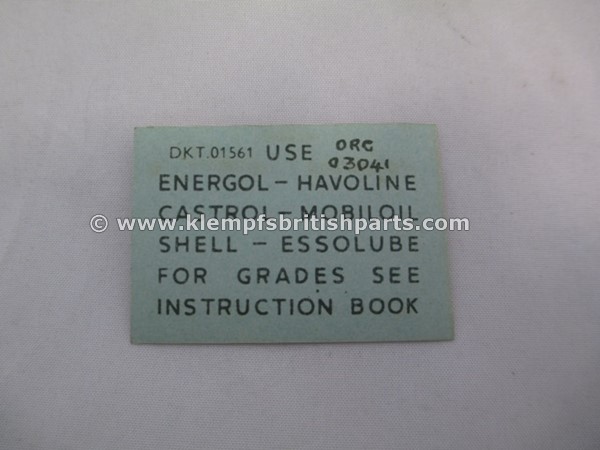 DKT.01561 USE ORG
03041
ENERGOL – HAVOLINE
CASTROL – MOBILOIL
© www.klempfsbritishparts.com
SHELL – ESSOLUBE
FOR GRADES SEE
INSTRUCTION BOOK